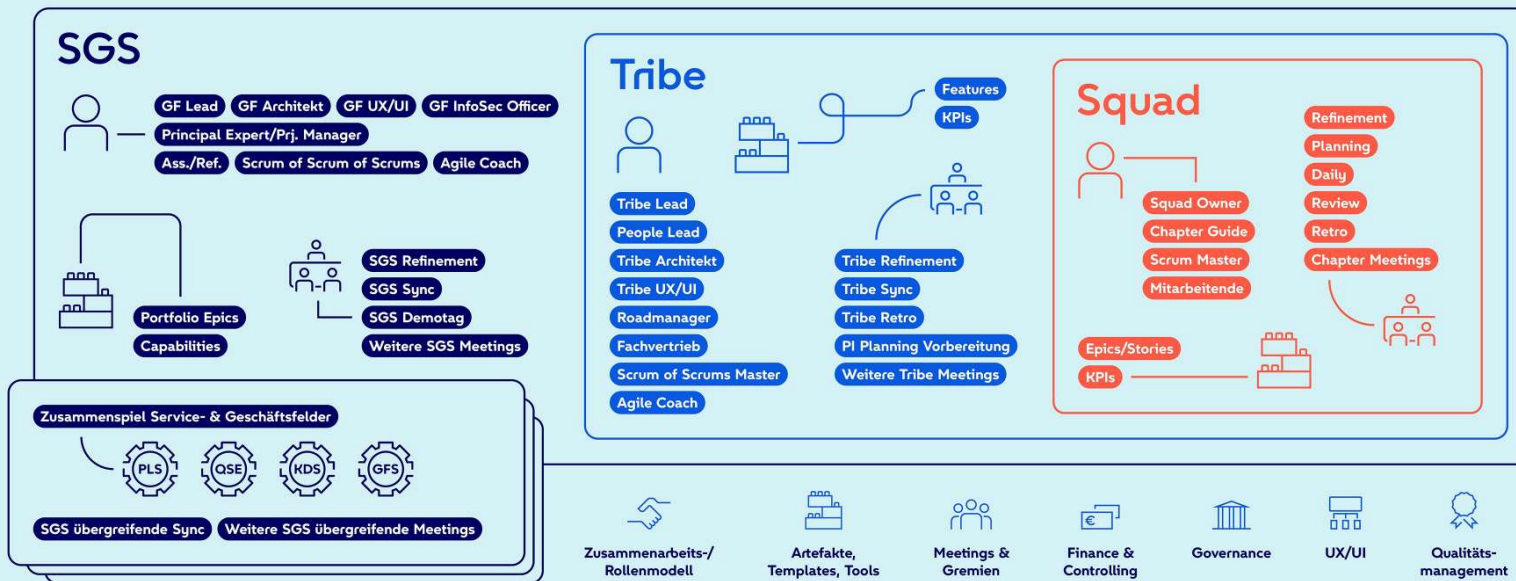 SGS
GF Lead GF Architekt GF UX/UI GF InfoSec Officer
Principal Expert/Prj. Manager
Ass./Ref. Scrum of Scrum of Scrums Agile Coach
Portfolio Epics
Capabilities
SGS Refinement
SGS Sync
SGS Demotag
Weitere SGS Meetings
Zusammenspiel Service- & Geschäftsfelder
PLS QSE KDS GFS
SGS übergreifende Sync Weitere SGS übergreifende Meetings
Tribe
Features
KPIs
Tribe Lead
People Lead
Tribe Architekt
Tribe UX/UI
Roadmanager
Fachvertrieb
Scrum of Scrums Master
Agile Coach
Tribe Refinement
Tribe Sync
Tribe Retro
PI Planning Vorbereitung
Weitere Tribe Meetings
Squad
Squad Owner
Chapter Guide
Scrum Master
Mitarbeitende
Refinement
Planning
Daily
Review
Retro
Chapter Meetings
Epics/Stories
KPIs
Zusammenarbeits-/
Rollenmodell
Artefakte,
Templates, Tools
Meetings &
Gremien
€
Finance &
Controlling
Governance
UX/UI
Qualitäts-
management